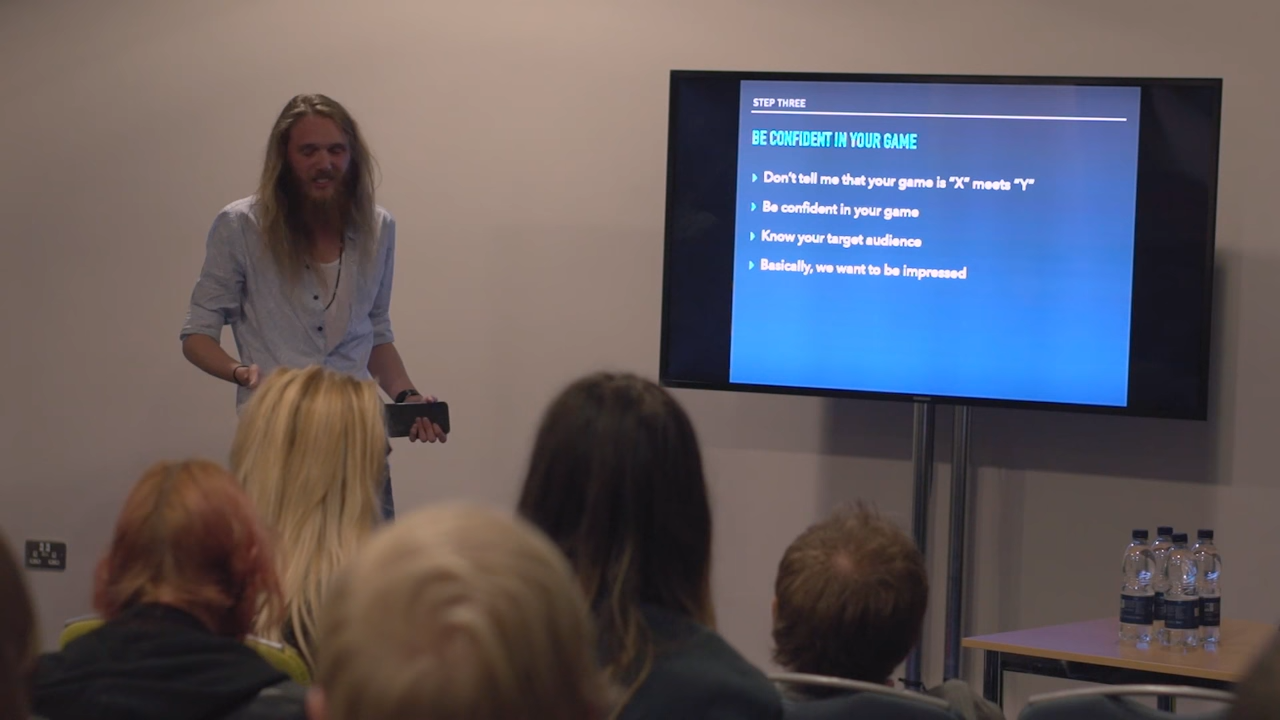 STEP THREE
BE CONFIDENT IN YOUR GAME
Don't tell me that your game is "X" meets "Y"
Be confident in your game
Know your target audience
Basically, we want to be impressed